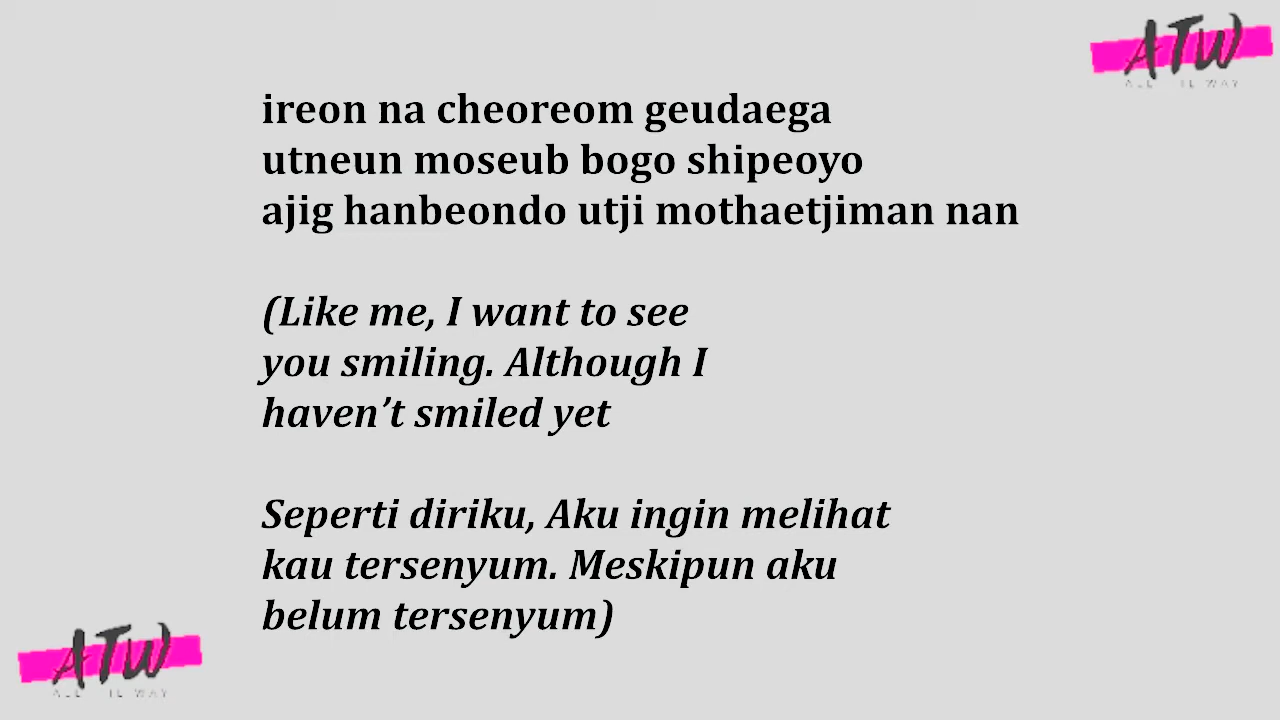 ATW
ireon na cheoreom geudaega
utneun moseub bogo shipeoyo
ajig hanbeondo utji mothaetjiman nan
(Like me, I want to see
you smiling. Although I
haven’t smiled yet
Seperti diriku, Aku ingin melihat
kau tersenyum. Meskipun aku
belum tersenyum)
ATW